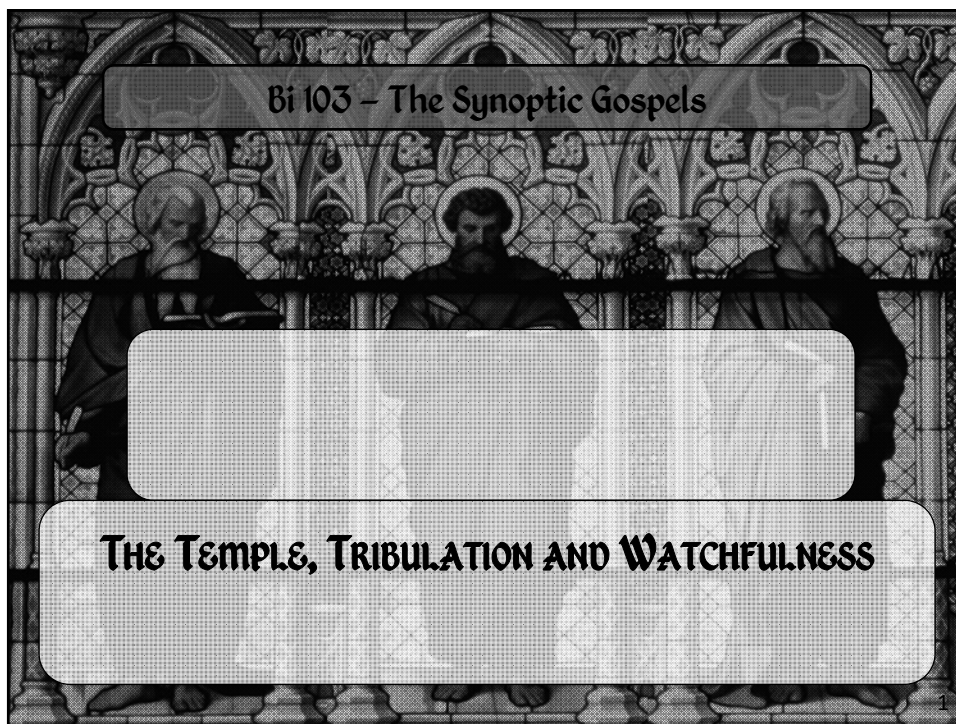 Bi 103 – The Synoptic Gospels
The Temple, Tribulation and Watchfulness
1